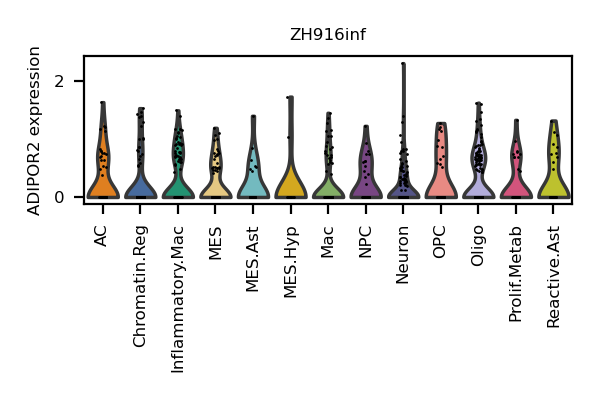 ZH916inf
ADIPOR2 expression
2
0
AC
Chromatin.Reg
Inflammatory.Mac
MES
MES.Ast
MES.Hyp
Mac
NPC
Neuron
OPC
Oligo
Prolif.Metab
Reactive.Ast